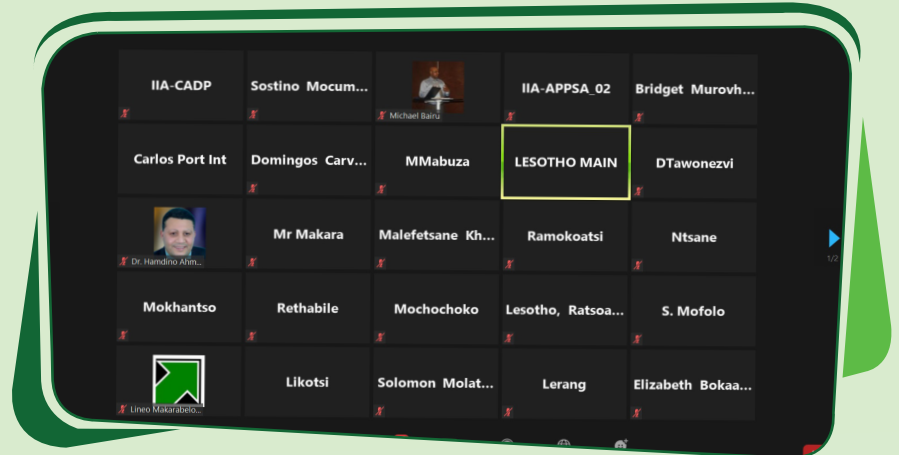 IIA-CADP
Sostino Mocum...
Michael Bairu
IIA-APPSA_02
Bridget Murovh...
Carlos Port Int
Domingos Carv...
MMabuza
LESOTHO MAIN
DTawonezvi
Dr. Hamdino Ahm...
Mr Makara
Malefetsane Kh...
Ramokoatsi
Ntsane
Mokhantso
Rethabile
Mochochoko
Lesotho, Ratsoa...
S. Mofolo
Lineo Makarabelo...
Likotsi
Solomon Molat...
Lerang
Elizabeth Bokaa...
1/2